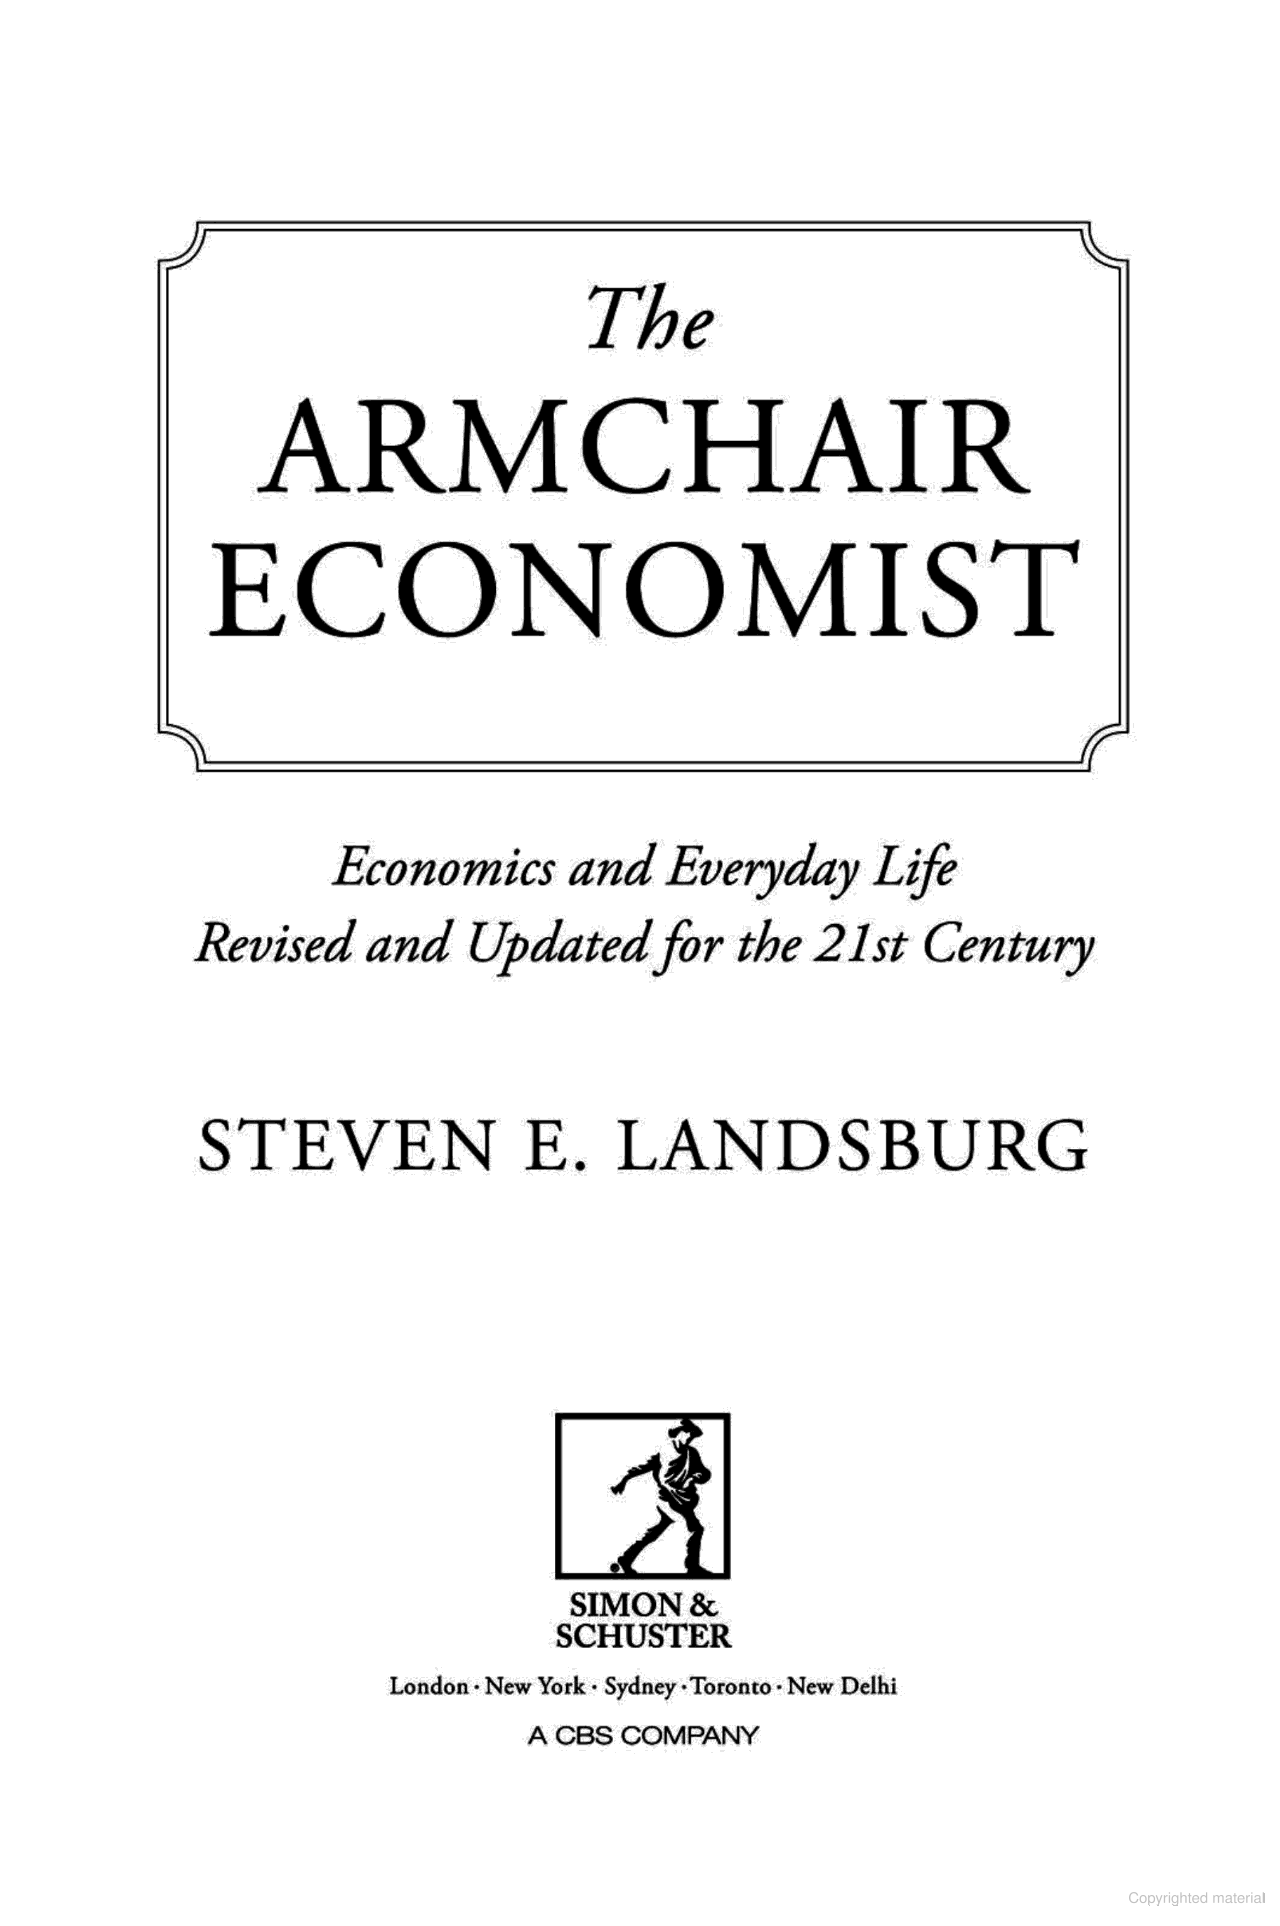 The
ARMCHAIR
ECONOMIST
Economics and Everyday Life
Revised and Updated for the 21st Century
STEVEN E. LANDSBURG
SIMON &
SCHUSTER
London · New York · Sydney · Toronto · New Delhi
A CBS COMPANY
Copyrighted material